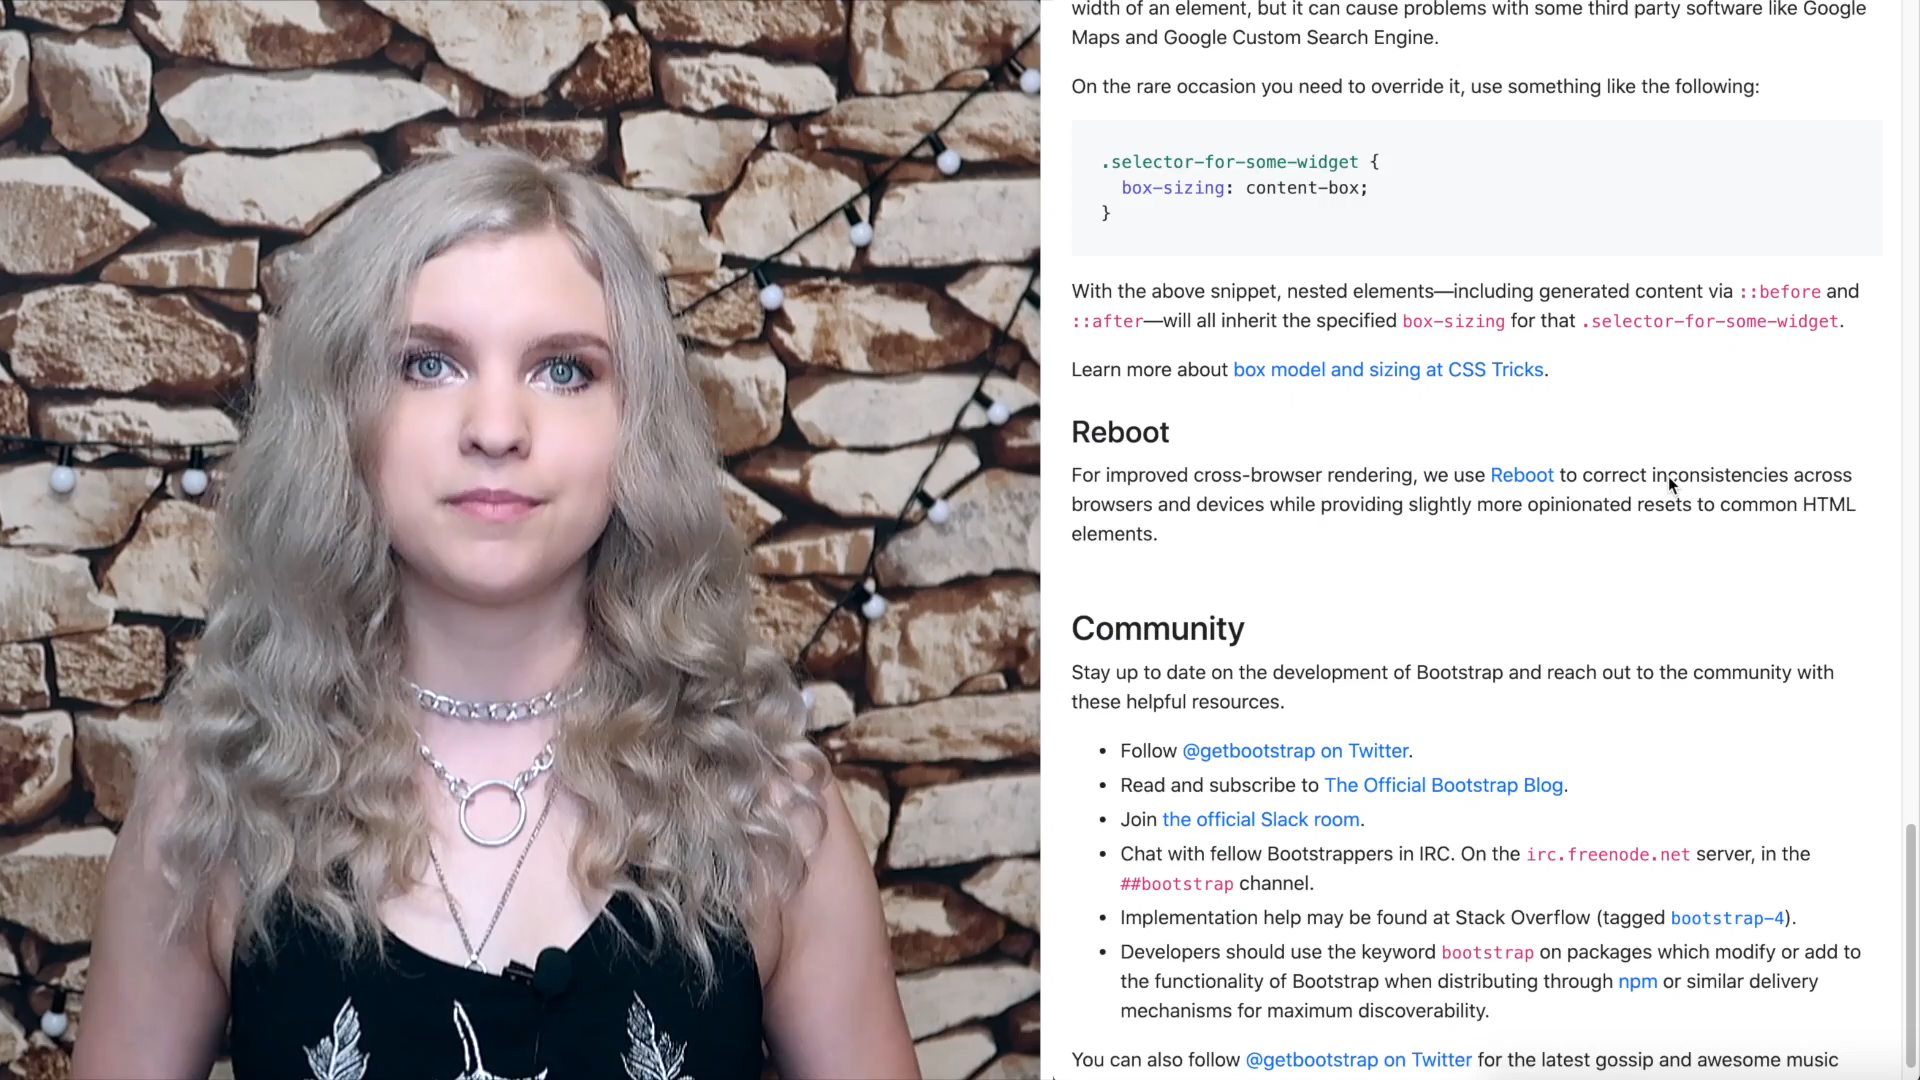 width of an element, but it can cause problems with some third party software like Google
Maps and Google Custom Search Engine.
On the rare occasion you need to override it, use something like the following:
.selector-for-some-widget {
box-sizing: content-box;
}
With the above snippet, nested elements—including generated content via ::before and
::after—will all inherit the specified box-sizing for that .selector-for-some-widget.
Learn more about box model and sizing at CSS Tricks.
Reboot
For improved cross-browser rendering, we use Reboot to correct inconsistencies across
browsers and devices while providing slightly more opinionated resets to common HTML
elements.
Community
Stay up to date on the development of Bootstrap and reach out to the community with
these helpful resources.
• Follow @getbootstrap on Twitter.
• Read and subscribe to The Official Bootstrap Blog.
• Join the official Slack room.
• Chat with fellow Bootstrappers in IRC. On the irc.freenode.net server, in the
##bootstrap channel.
• Implementation help may be found at Stack Overflow (tagged bootstrap-4).
• Developers should use the keyword bootstrap on packages which modify or add to
the functionality of Bootstrap when distributing through npm or similar delivery
mechanisms for maximum discoverability.
You can also follow @getbootstrap on Twitter for the latest gossip and awesome music